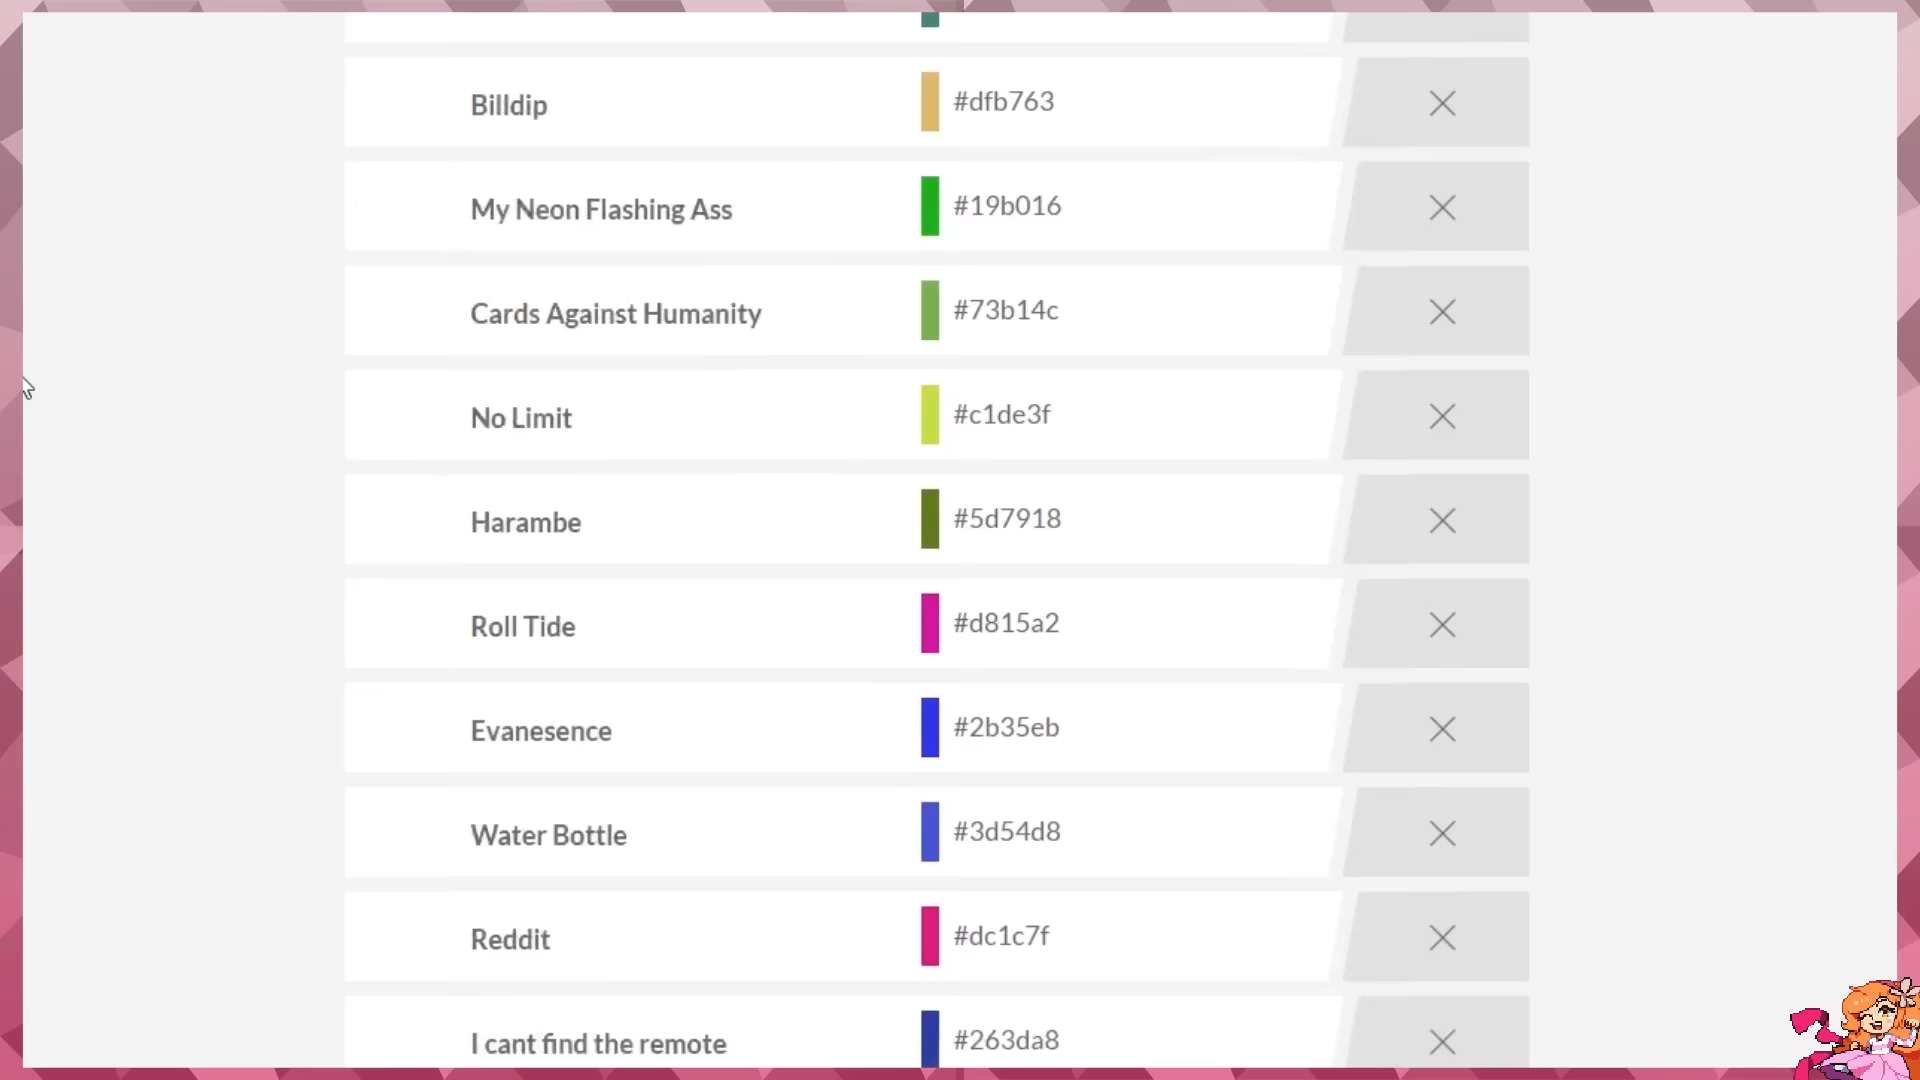 Billdip #dfb763
My Neon Flashing Ass #19b016
Cards Against Humanity #73b14c
No Limit #c1de3f
Harambe #5d7918
Roll Tide #d815a2
Evanesence #2b35eb
Water Bottle #3d54d8
Reddit #dc1c7f
I cant find the remote #263da8